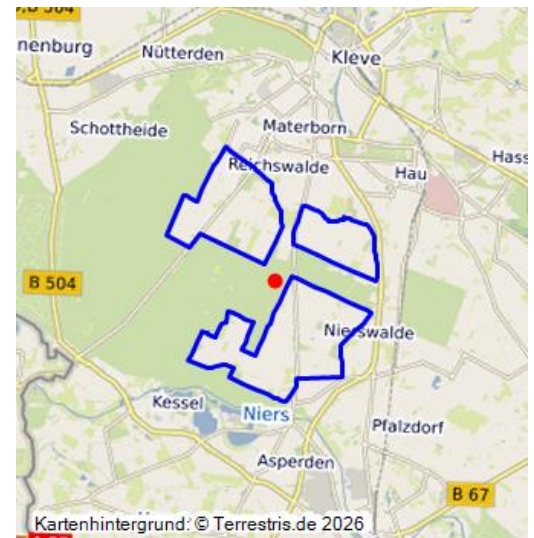 B 504
nenburg
Nütterden
Kleve
Schottheide
Materborn
Reichswalde
Hau
Hass
B 504
Nierswalde
Kessel
Niers
Pfalzdorf
Asperden
B 67
Kartenhintergrund: © Terrestris.de 2026